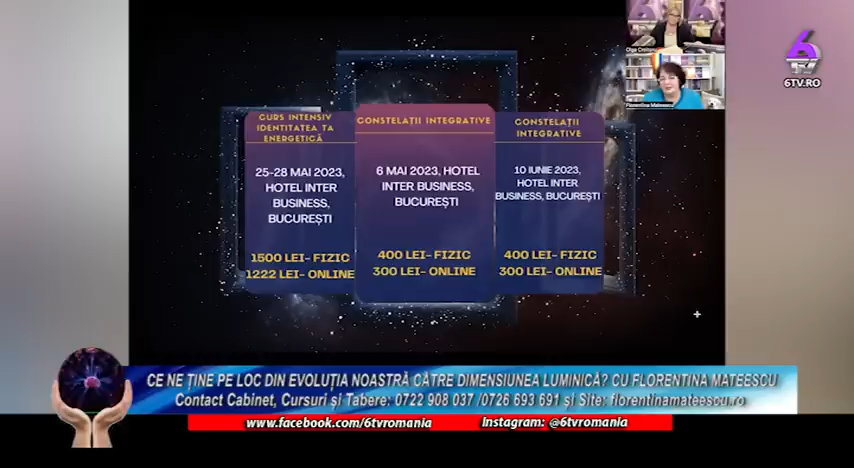 Olga Cretoiu
Florentina Mateescu
6TV.RO
CURS INTENSIV
IDENTITATEA TA
ENERGETICĂ
25-28 MAI 2023,
HOTEL INTER
BUSINESS,
BUCUREȘTI
1500 LEI- FIZIC
1222 LEI- ONLINE
CONSTELAȚII INTEGRATIVE
6 MAI 2023, HOTEL
INTER BUSINESS,
BUCUREȘTI
400 LEI- FIZIC
300 LEI- ONLINE
CONSTELAȚII
INTEGRATIVE
10 IUNIE 2023,
HOTEL INTER
BUSINESS, BUCUREȘTI
400 LEI- FIZIC
300 LEI- ONLINE
CE NE ȚINE PE LOC DIN EVOLUȚIA NOASTRĂ CĂTRE DIMENSIUNEA LUMINICĂ? CU FLORENTINA MATEESCU
Contact Cabinet, Cursuri și Tabere: 0722 908 037 /0726 693 691 și Site: florentinamateescu.ro
www.facebook.com/6tvromania
Instagram: @6tvromania